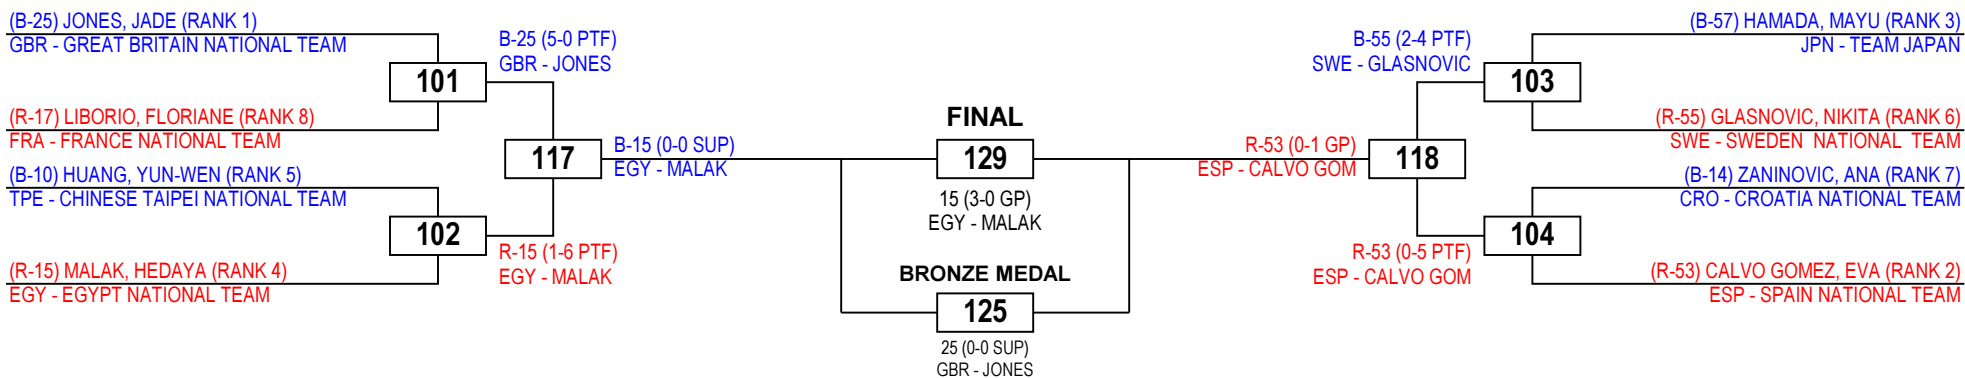 (B-25) JONES, JADE (RANK 1)
GBR - GREAT BRITAIN NATIONAL TEAM
101
(R-17) LIBORIO, FLORIANE (RANK 8)
FRA - FRANCE NATIONAL TEAM
(B-10) HUANG, YUN-WEN (RANK 5)
TPE - CHINESE TAIPEI NATIONAL TEAM
102
(R-15) MALAK, HEDAYA (RANK 4)
EGY - EGYPT NATIONAL TEAM
B-25 (5-0 PTF)
GBR - JONES
117
R-15 (1-6 PTF)
EGY - MALAK
B-15 (0-0 SUP)
EGY - MALAK
FINAL
129
15 (3-0 GP)
EGY - MALAK
BRONZE MEDAL
125
25 (0-0 SUP)
GBR - JONES
R-53 (0-1 GP)
ESP - CALVO GOM
B-55 (2-4 PTF)
SWE - GLASNOVIC
118
R-53 (0-5 PTF)
ESP - CALVO GOM
(B-57) HAMADA, MAYU (RANK 3)
JPN - TEAM JAPAN
103
(R-55) GLASNOVIC, NIKITA (RANK 6)
SWE - SWEDEN NATIONAL TEAM
(B-14) ZANINOVIC, ANA (RANK 7)
CRO - CROATIA NATIONAL TEAM
104
(R-53) CALVO GOMEZ, EVA (RANK 2)
ESP - SPAIN NATIONAL TEAM